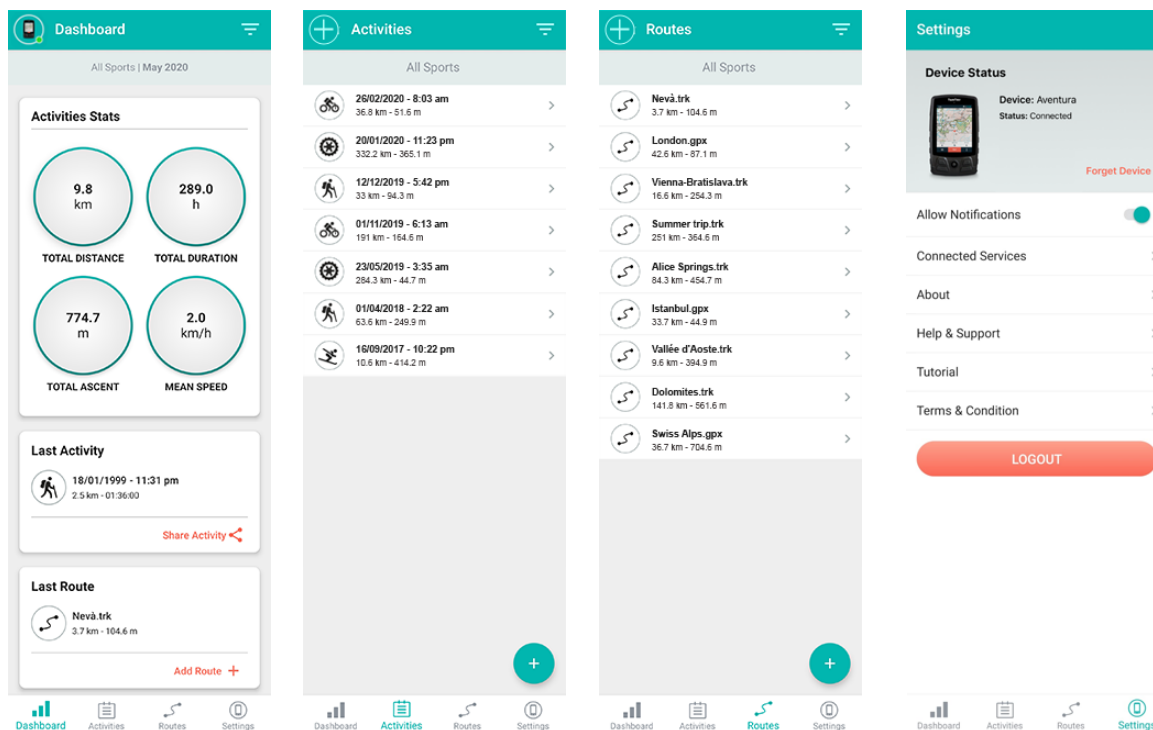 Dashboard
All Sports | May 2020
Activities Stats
9.8
km
289.0
h
TOTAL DISTANCE
TOTAL DURATION
774.7
m
2.0
km/h
TOTAL ASCENT
MEAN SPEED
Last Activity
18/01/1999 - 11:31 pm
2.5 km - 01:36:00
Share Activity
Last Route
Nevà.trk
3.7 km - 104.6 m
Add Route +
Dashboard
Activities
Routes
Settings
Activities
All Sports
26/02/2020 - 8:03 am
36.8 km - 51.6 m
20/01/2020 - 11:23 pm
332.2 km - 365.1 m
12/12/2019 - 5:42 pm
33 km - 94.3 m
01/11/2019 - 6:13 am
191 km - 164.6 m
23/05/2019 - 3:35 am
284.3 km - 44.7 m
01/04/2018 - 2:22 am
63.6 km - 249.9 m
16/09/2017 - 10:22 pm
10.6 km - 414.2 m
Dashboard
Activities
Routes
Settings
Routes
All Sports
Nevà.trk
3.7 km - 104.6 m
London.gpx
42.6 km - 87.1 m
Vienna-Bratislava.trk
16.6 km - 254.3 m
Summer trip.trk
251 km - 364.6 m
Alice Springs.trk
84.3 km - 454.7 m
Istanbul.gpx
33.7 km - 44.9 m
Vallée d'Aoste.trk
9.6 km - 394.9 m
Dolomites.trk
141.8 km - 561.6 m
Swiss Alps.gpx
36.7 km - 704.6 m
Dashboard
Activities
Routes
Settings
Settings
Device Status
Device: Aventura
Status: Connected
Forget Device
Allow Notifications
Connected Services
About
Help & Support
Tutorial
Terms & Condition
LOGOUT
Dashboard
Activities
Routes
Settings